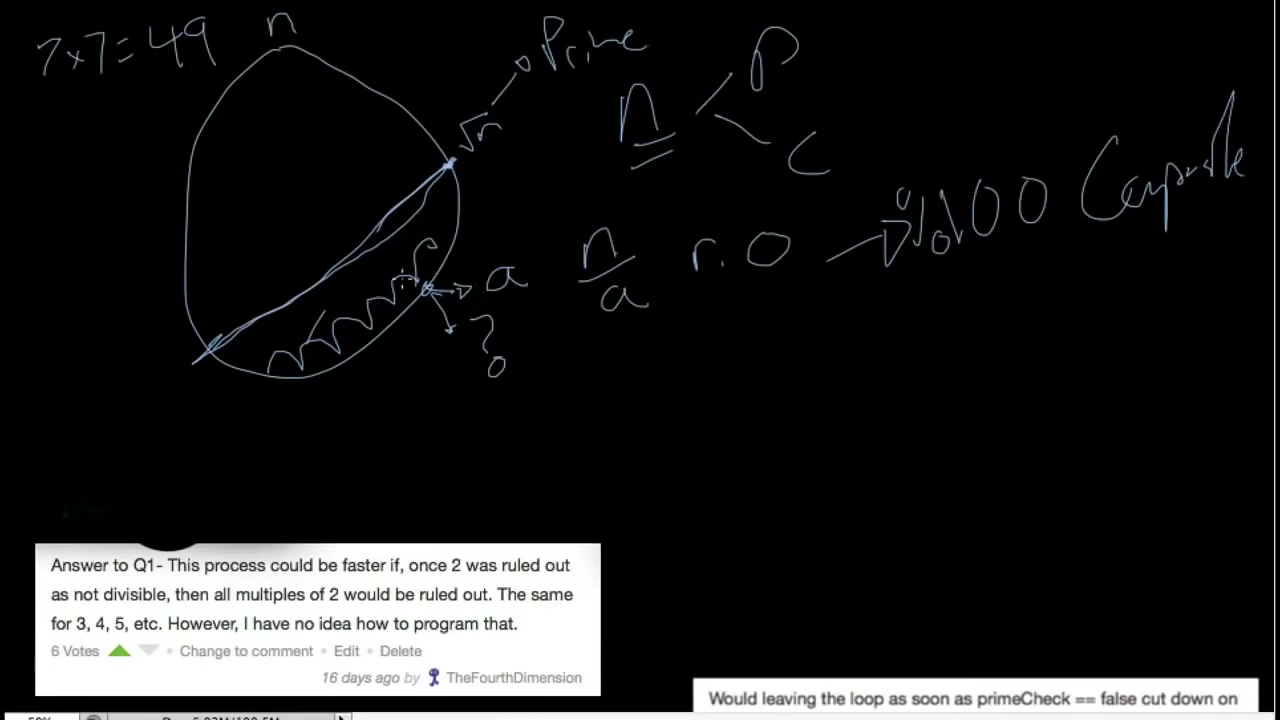 7x7=49
n
√n
Prime
n
P
C
a
?
n/a
r. 0
100
Answer to Q1- This process could be faster if, once 2 was ruled out
as not divisible, then all multiples of 2 would be ruled out. The same
for 3, 4, 5, etc. However, I have no idea how to program that.
6 Votes • Change to comment • Edit • Delete
16 days ago by TheFourthDimension
Would leaving the loop as soon as primeCheck == false cut down on